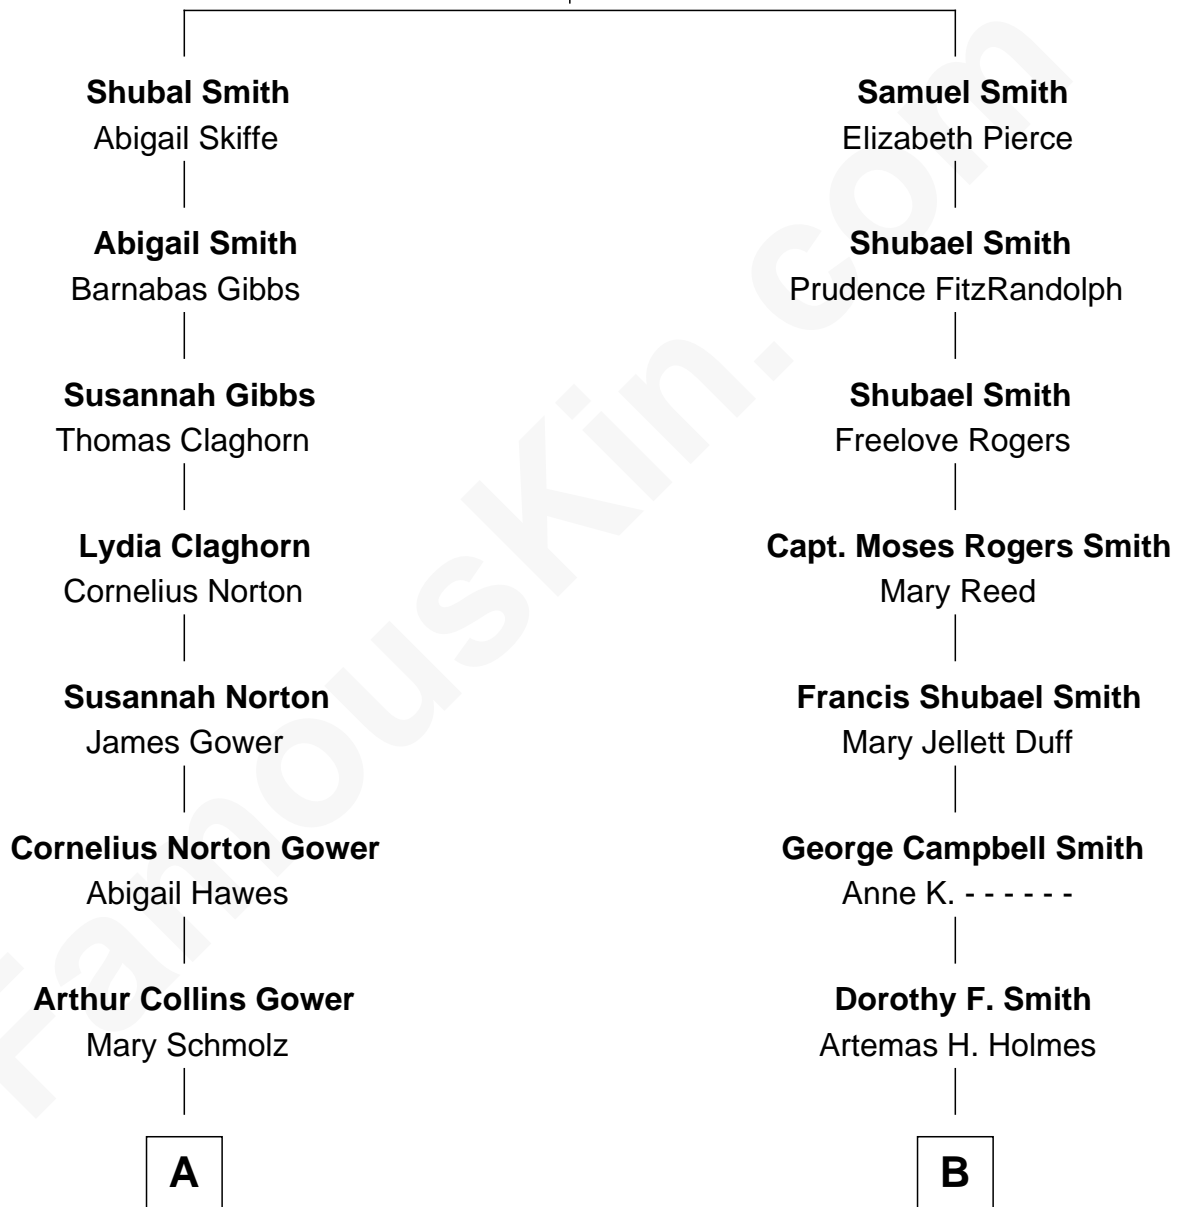 Shubal Smith
Abigail Skiffe
Abigail Smith
Barnabas Gibbs
Susannah Gibbs
Thomas Claghorn
Lydia Claghorn
Cornelius Norton
Susannah Norton
James Gower
Cornelius Norton Gower
Abigail Hawes
Arthur Collins Gower
Mary Schmolz
A
Samuel Smith
Elizabeth Pierce
Shubael Smith
Prudence FitzRandolph
Shubael Smith
Freelove Rogers
Capt. Moses Rogers Smith
Mary Reed
Francis Shubael Smith
Mary Jellett Duff
George Campbell Smith
Anne K. - - - - - -
Dorothy F. Smith
Artemas H. Holmes
B
FamousKin.com